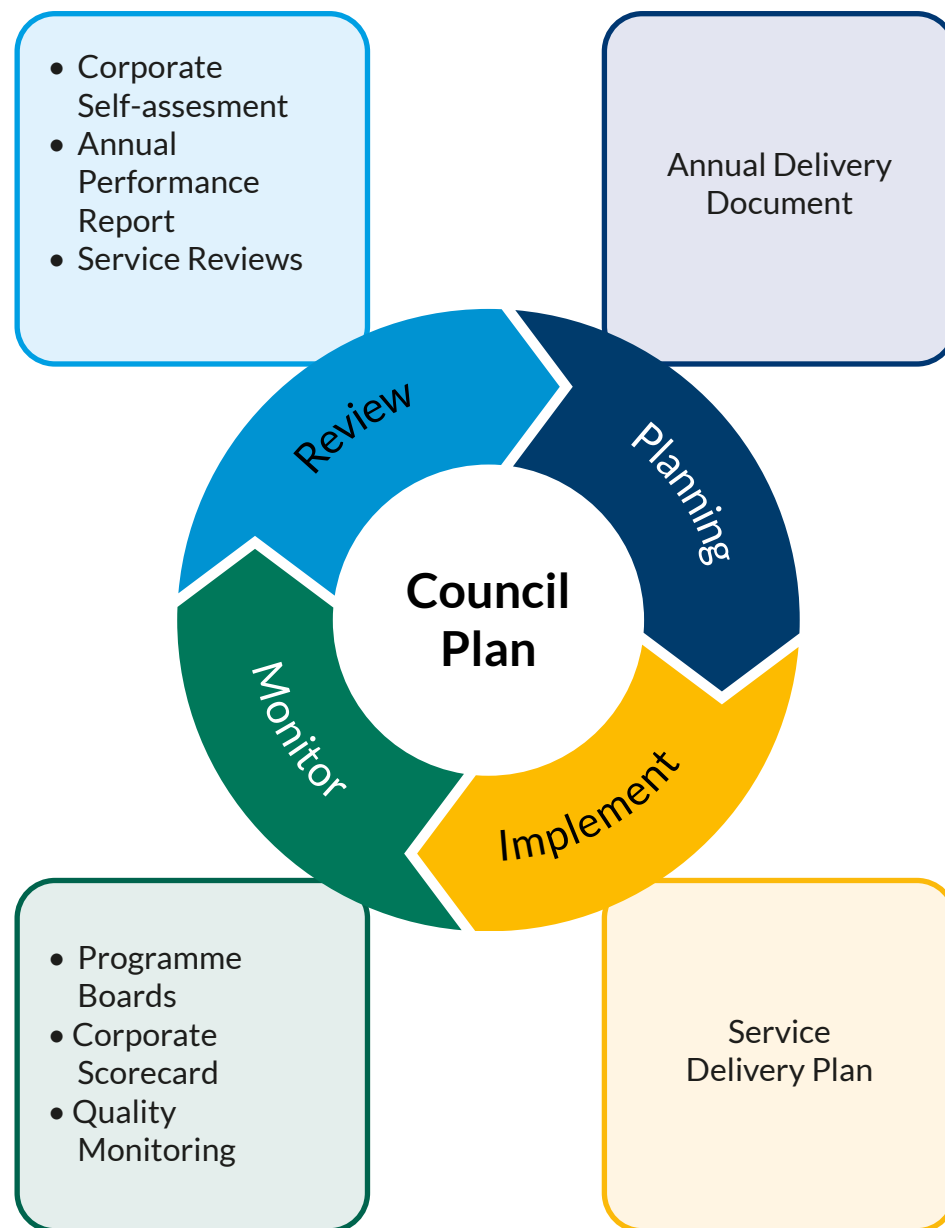 • Corporate
Self-assesment
• Annual
Performance
Report
• Service Reviews
Annual Delivery
Document
Review
Planning
Council
Plan
Monitor
Implement
• Programme
Boards
• Corporate
Scorecard
• Quality
Monitoring
Service
Delivery Plan